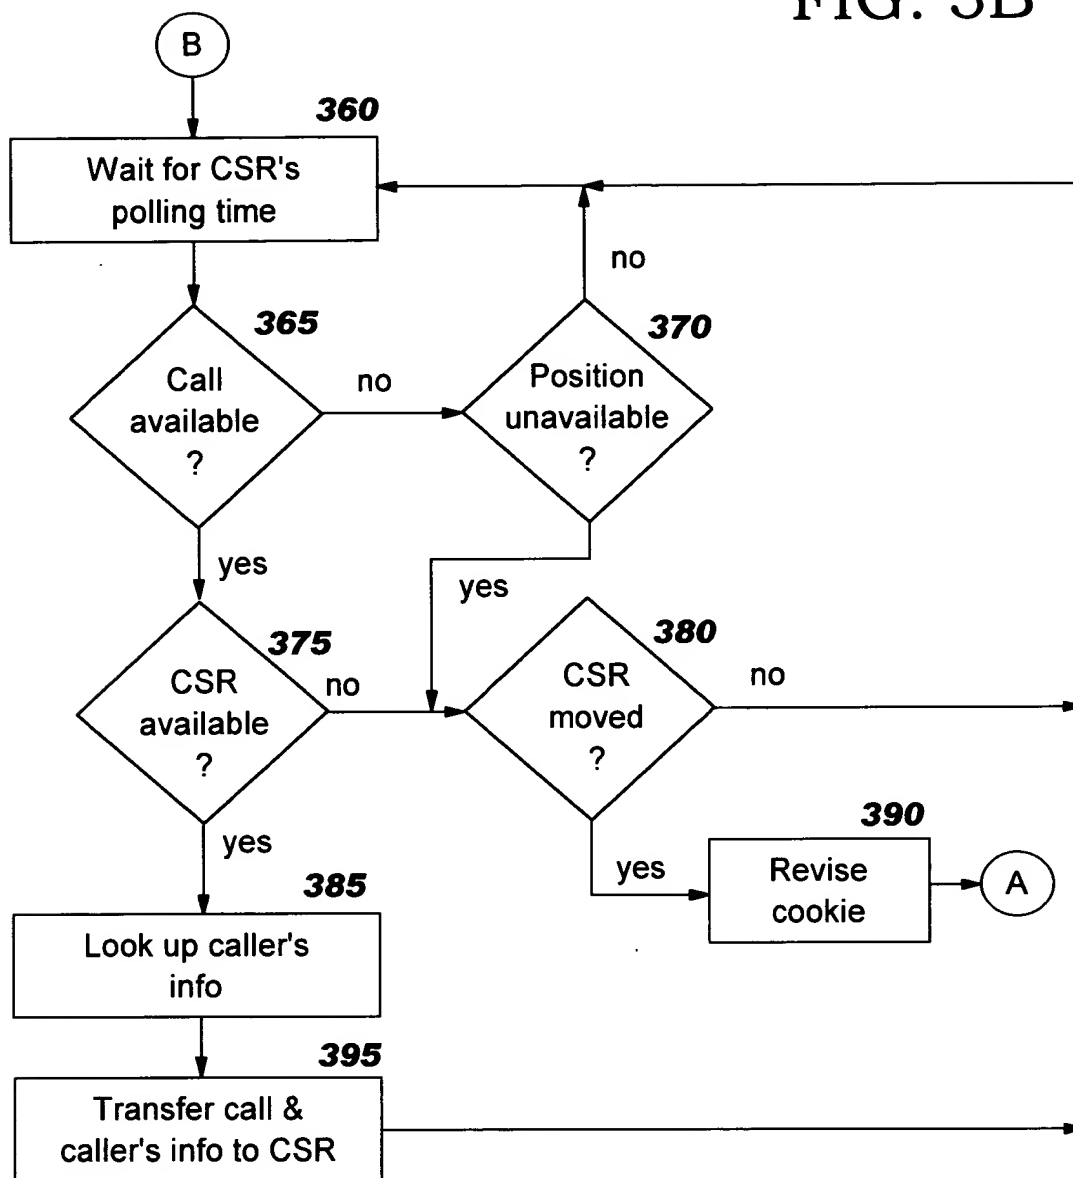 FIG. 3B
B
360
Wait for CSR's
polling time
365
Call
available
?
no
370
Position
unavailable
?
no
yes
yes
375
CSR
available
?
no
380
CSR
moved
?
no
yes
yes
390
Revise
cookie
A
385
Look up caller's
info
395
Transfer call &
caller's info to CSR